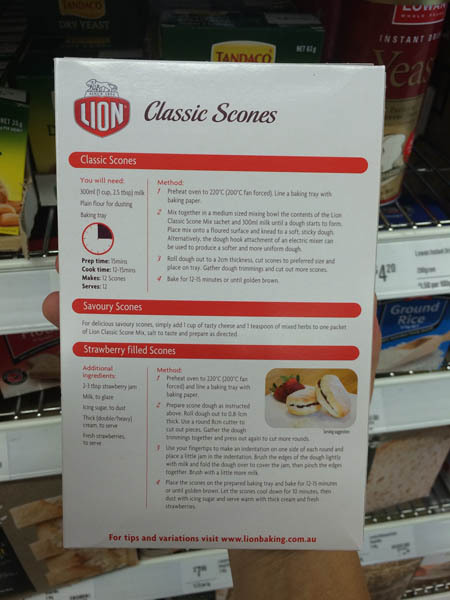 TANDACO
DRY YEAST
TANDACO
NET 63g
LOWAN
WHOLE FOODS
INSTANT DRY
Yeas
LION
Classic Scones
Classic Scones
You will need:
300ml (1 cup, 2.5 tbsp) milk
Plain flour for dusting
Baking tray
Prep time: 15mins
Cook time: 12-15mins
Makes: 12 Scones
Serves: 12
Method:
1 Preheat oven to 220°C (200°C fan forced). Line a baking tray with
baking paper.
2 Mix together in a medium sized mixing bowl the contents of the Lion
Classic Scone Mix sachet and 300ml milk until a dough starts to form.
Place mix onto a floured surface and knead to a soft, sticky dough.
Alternatively, the dough hook attachment of an electric mixer can
be used to produce a softer and more uniform dough.
3 Roll dough out to a 2cm thickness, cut scones to preferred size and
place on tray. Gather dough trimmings and cut out more scones.
4 Bake for 12-15 minutes or until golden brown.
Savoury Scones
For delicious savoury scones, simply add 1 cup of tasty cheese and 1 teaspoon of mixed herbs to one packet
of Lion Classic Scone Mix, salt to taste and prepare as directed.
Strawberry filled Scones
Additional
ingredients:
2-3 tbsp strawberry jam
Milk, to glaze
Icing sugar, to dust
Thick (double/heavy)
cream, to serve
Fresh strawberries,
to serve
Method:
1 Preheat oven to 220°C (200°C fan
forced) and line a baking tray with
baking paper.
2 Prepare scone dough as instructed
above. Roll dough out to 0.8-1cm
thick. Use a round 8cm cutter to
cut out pieces. Gather the dough
trimmings together and press out again to cut more rounds.
3 Use your fingertips to make an indentation on one side of each round and
place a little jam in the indentation. Brush the edges of the dough lightly
with milk and fold the dough over to cover the jam, then pinch the edges
together. Brush with a little more milk.
4 Place the scones on the prepared baking tray and bake for 12-15 minutes
or until golden brown. Let the scones cool down for 10 minutes, then
dust with icing sugar and serve warm with thick cream and fresh
strawberries.
Serving suggestion
For tips and variations visit www.lionbaking.com.au
$4.20
Ground
Rice